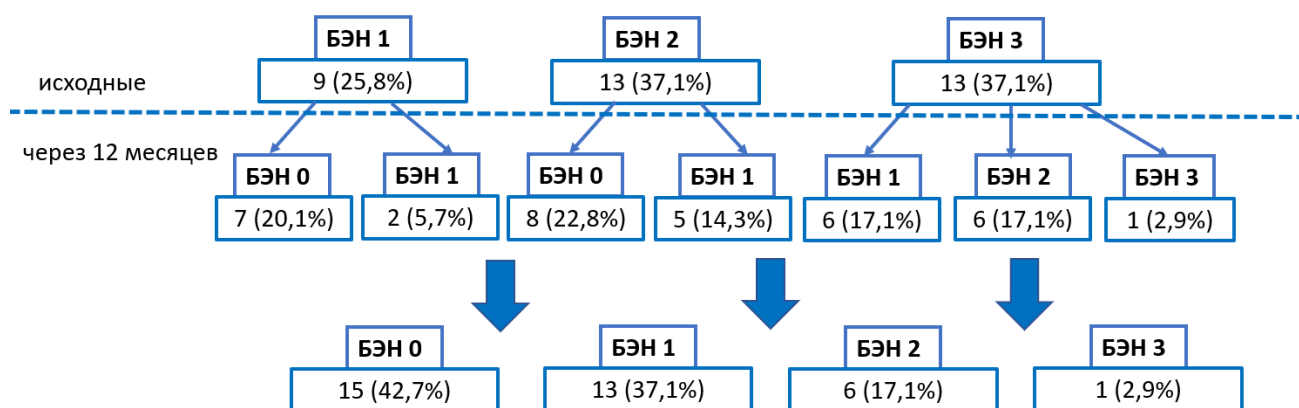 БЭН 1 БЭН 2 БЭН 3
исходные 9 (25,8%) 13 (37,1%) 13 (37,1%)
через 12 месяцев
БЭН 0 БЭН 1 БЭН 0 БЭН 1 БЭН 1 БЭН 2 БЭН 3
7 (20,1%) 2 (5,7%) 8 (22,8%) 5 (14,3%) 6 (17,1%) 6 (17,1%) 1 (2,9%)
БЭН 0 БЭН 1 БЭН 2 БЭН 3
15 (42,7%) 13 (37,1%) 6 (17,1%) 1 (2,9%)